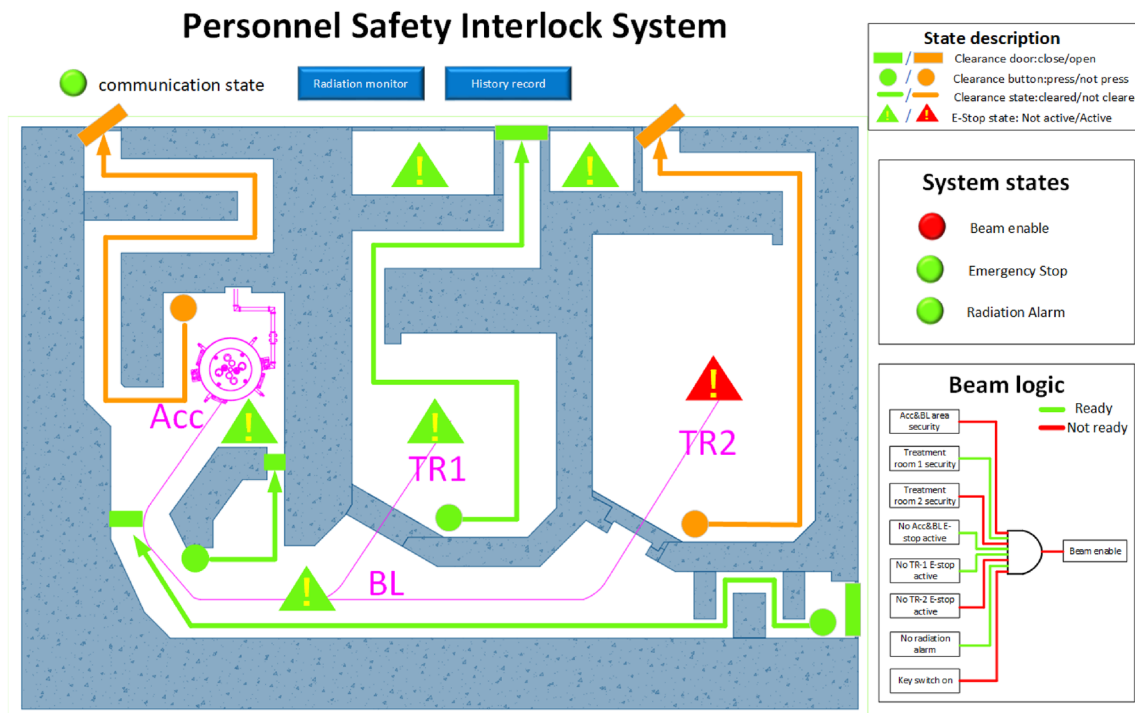 Personnel Safety Interlock System
communication state
Radiation monitor
History record
State description
Clearance door:close/open
Clearance button:press/not press
Clearance state:cleared/not cleare
E-Stop state: Not active/Active
System states
Beam enable
Emergency Stop
Radiation Alarm
Acc
TR1
TR2
BL
Beam logic
Ready
Not ready
Acc&BL area
security
Treatment
room 1 security
Treatment
room 2 security
No Acc&BL E-
stop active
No TR-1 E-stop
active
No TR-2 E-stop
active
No radiation
alarm
Key switch on
Beam enable